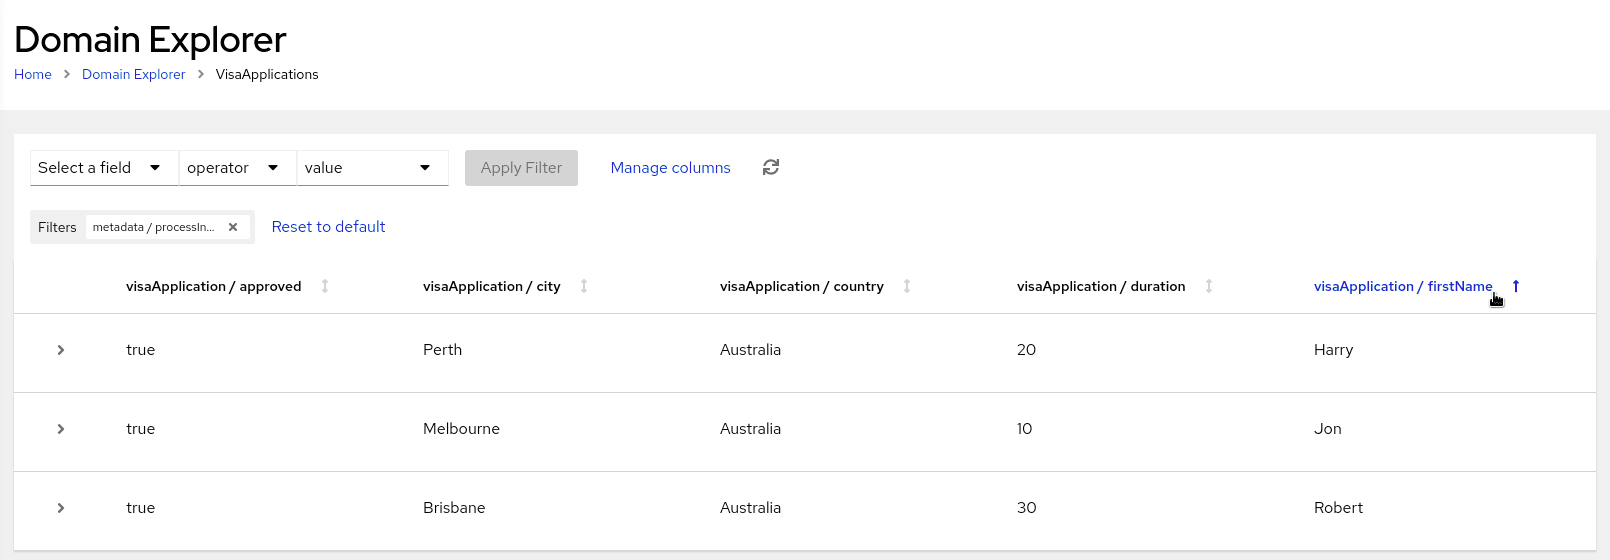 Domain Explorer
Home > Domain Explorer > VisaApplications
Select a field operator value Apply Filter Manage columns
Filters metadata / processIn... × Reset to default
visaApplication / approved visaApplication / city visaApplication / country visaApplication / duration visaApplication / firstName
true Perth Australia 20 Harry
true Melbourne Australia 10 Jon
true Brisbane Australia 30 Robert